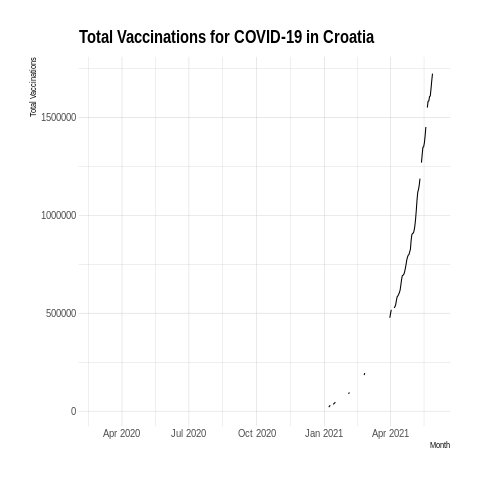 Total Vaccinations for COVID-19 in Croatia
Total Vaccinations
1500000
1000000
500000
0
Apr 2020 Jul 2020 Oct 2020 Jan 2021 Apr 2021
Month